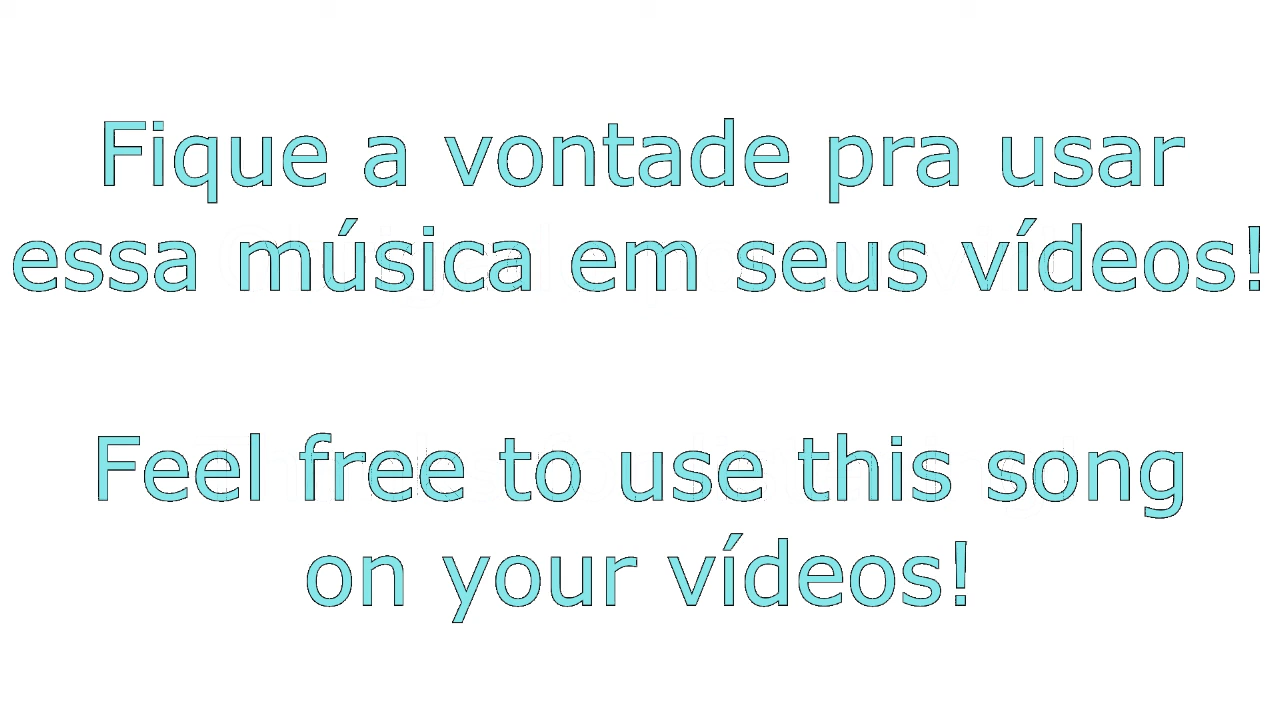 Fique a vontade pra usar
essa música em seus vídeos!
Feel free to use this song
on your vídeos!